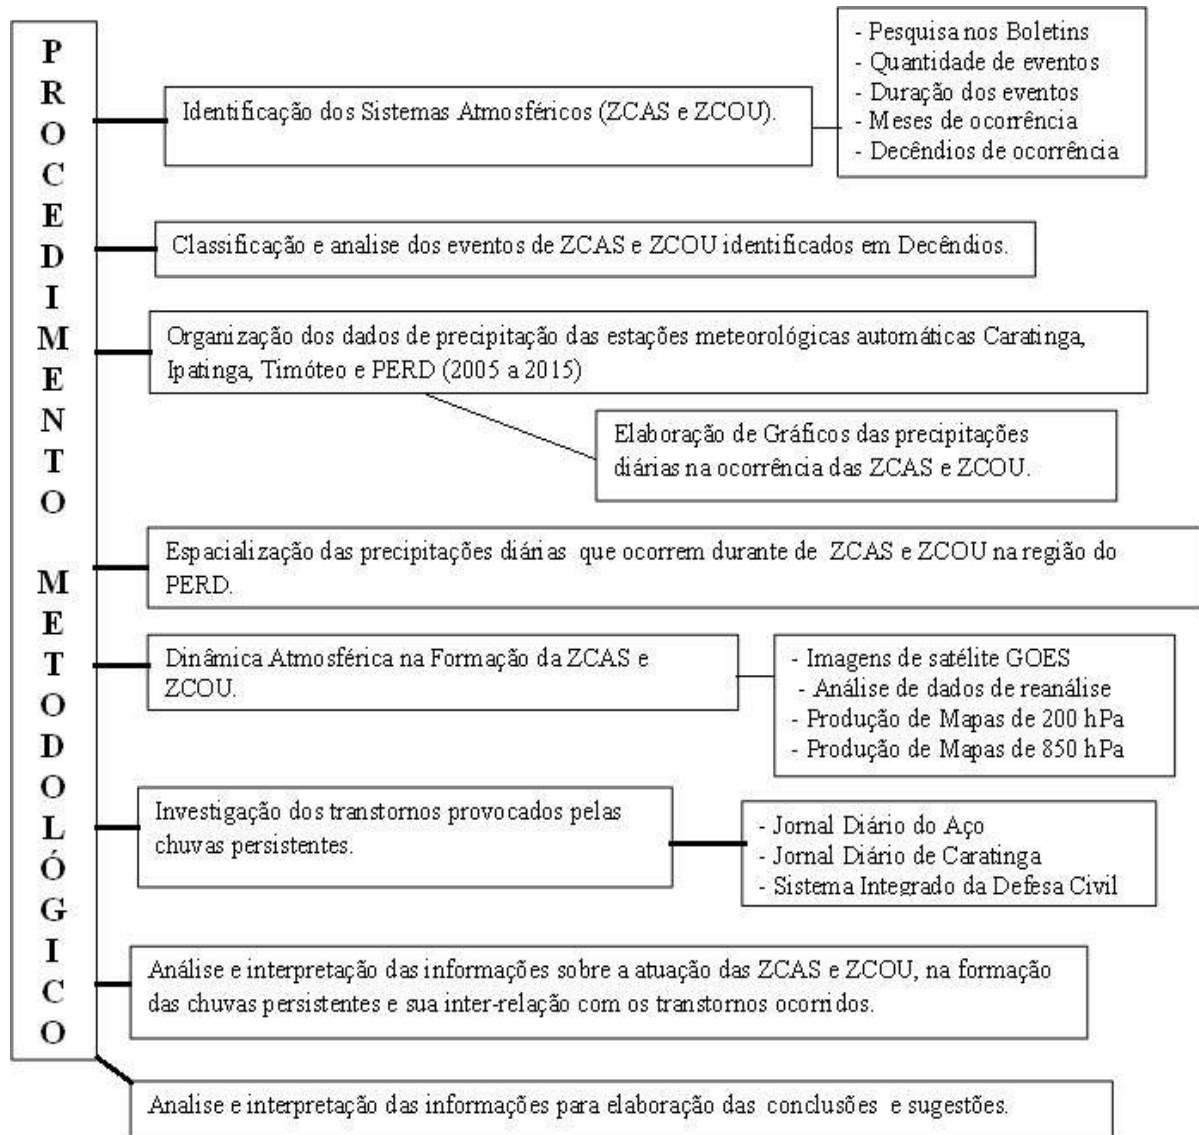 PROCEDIMENTO METODOLÓGICO
Identificação dos Sistemas Atmosféricos (ZCAS e ZCOU).
- Pesquisa nos Boletins
- Quantidade de eventos
- Duração dos eventos
- Meses de ocorrência
- Decêndios de ocorrência
Classificação e analise dos eventos de ZCAS e ZCOU identificados em Decêndios.
Organização dos dados de precipitação das estações meteorológicas automáticas Caratinga,
Ipatinga, Timóteo e PERD (2005 a 2015)
Elaboração de Gráficos das precipitações
diárias na ocorrência das ZCAS e ZCOU.
Espacialização das precipitações diárias que ocorrem durante de ZCAS e ZCOU na região do
PERD.
Dinâmica Atmosférica na Formação da ZCAS e
ZCOU.
- Imagens de satélite GOES
- Análise de dados de reanálise
- Produção de Mapas de 200 hPa
- Produção de Mapas de 850 hPa
Investigação dos transtornos provocados pelas
chuvas persistentes.
- Jornal Diário do Aço
- Jornal Diário de Caratinga
- Sistema Integrado da Defesa Civil
Análise e interpretação das informações sobre a atuação das ZCAS e ZCOU, na formação
das chuvas persistentes e sua inter-relação com os transtornos ocorridos.
Analise e interpretação das informações para elaboração das conclusões e sugestões.